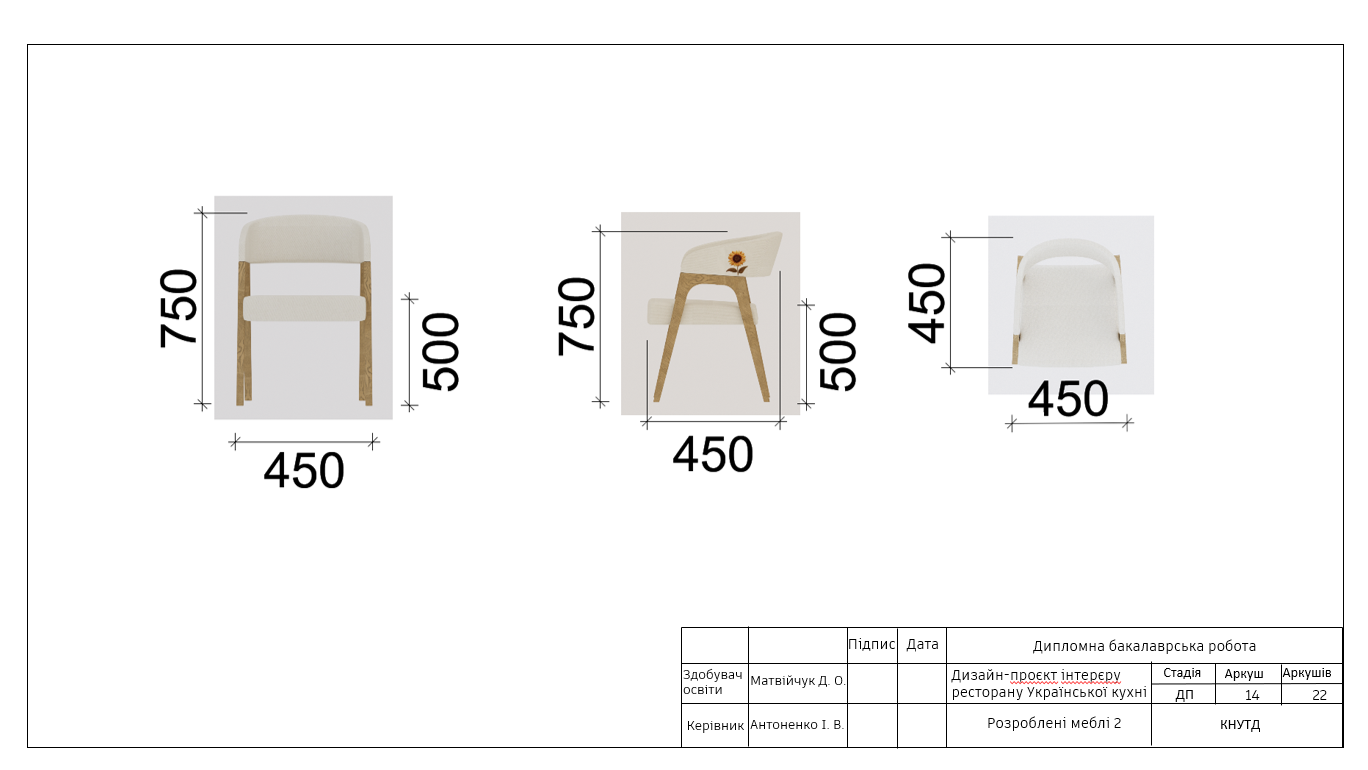 750
500
450
750
500
450
450
450
Підпис Дата Дипломна бакалаврська робота
Здобувач освіти Матвійчук Д. О.
Дизайн-проєкт інтерєру
ресторану Української кухні
Стадія Аркуш Аркушів
ДП 14 22
Керівник Антоненко І. В. Розроблені меблі 2 КНУТД